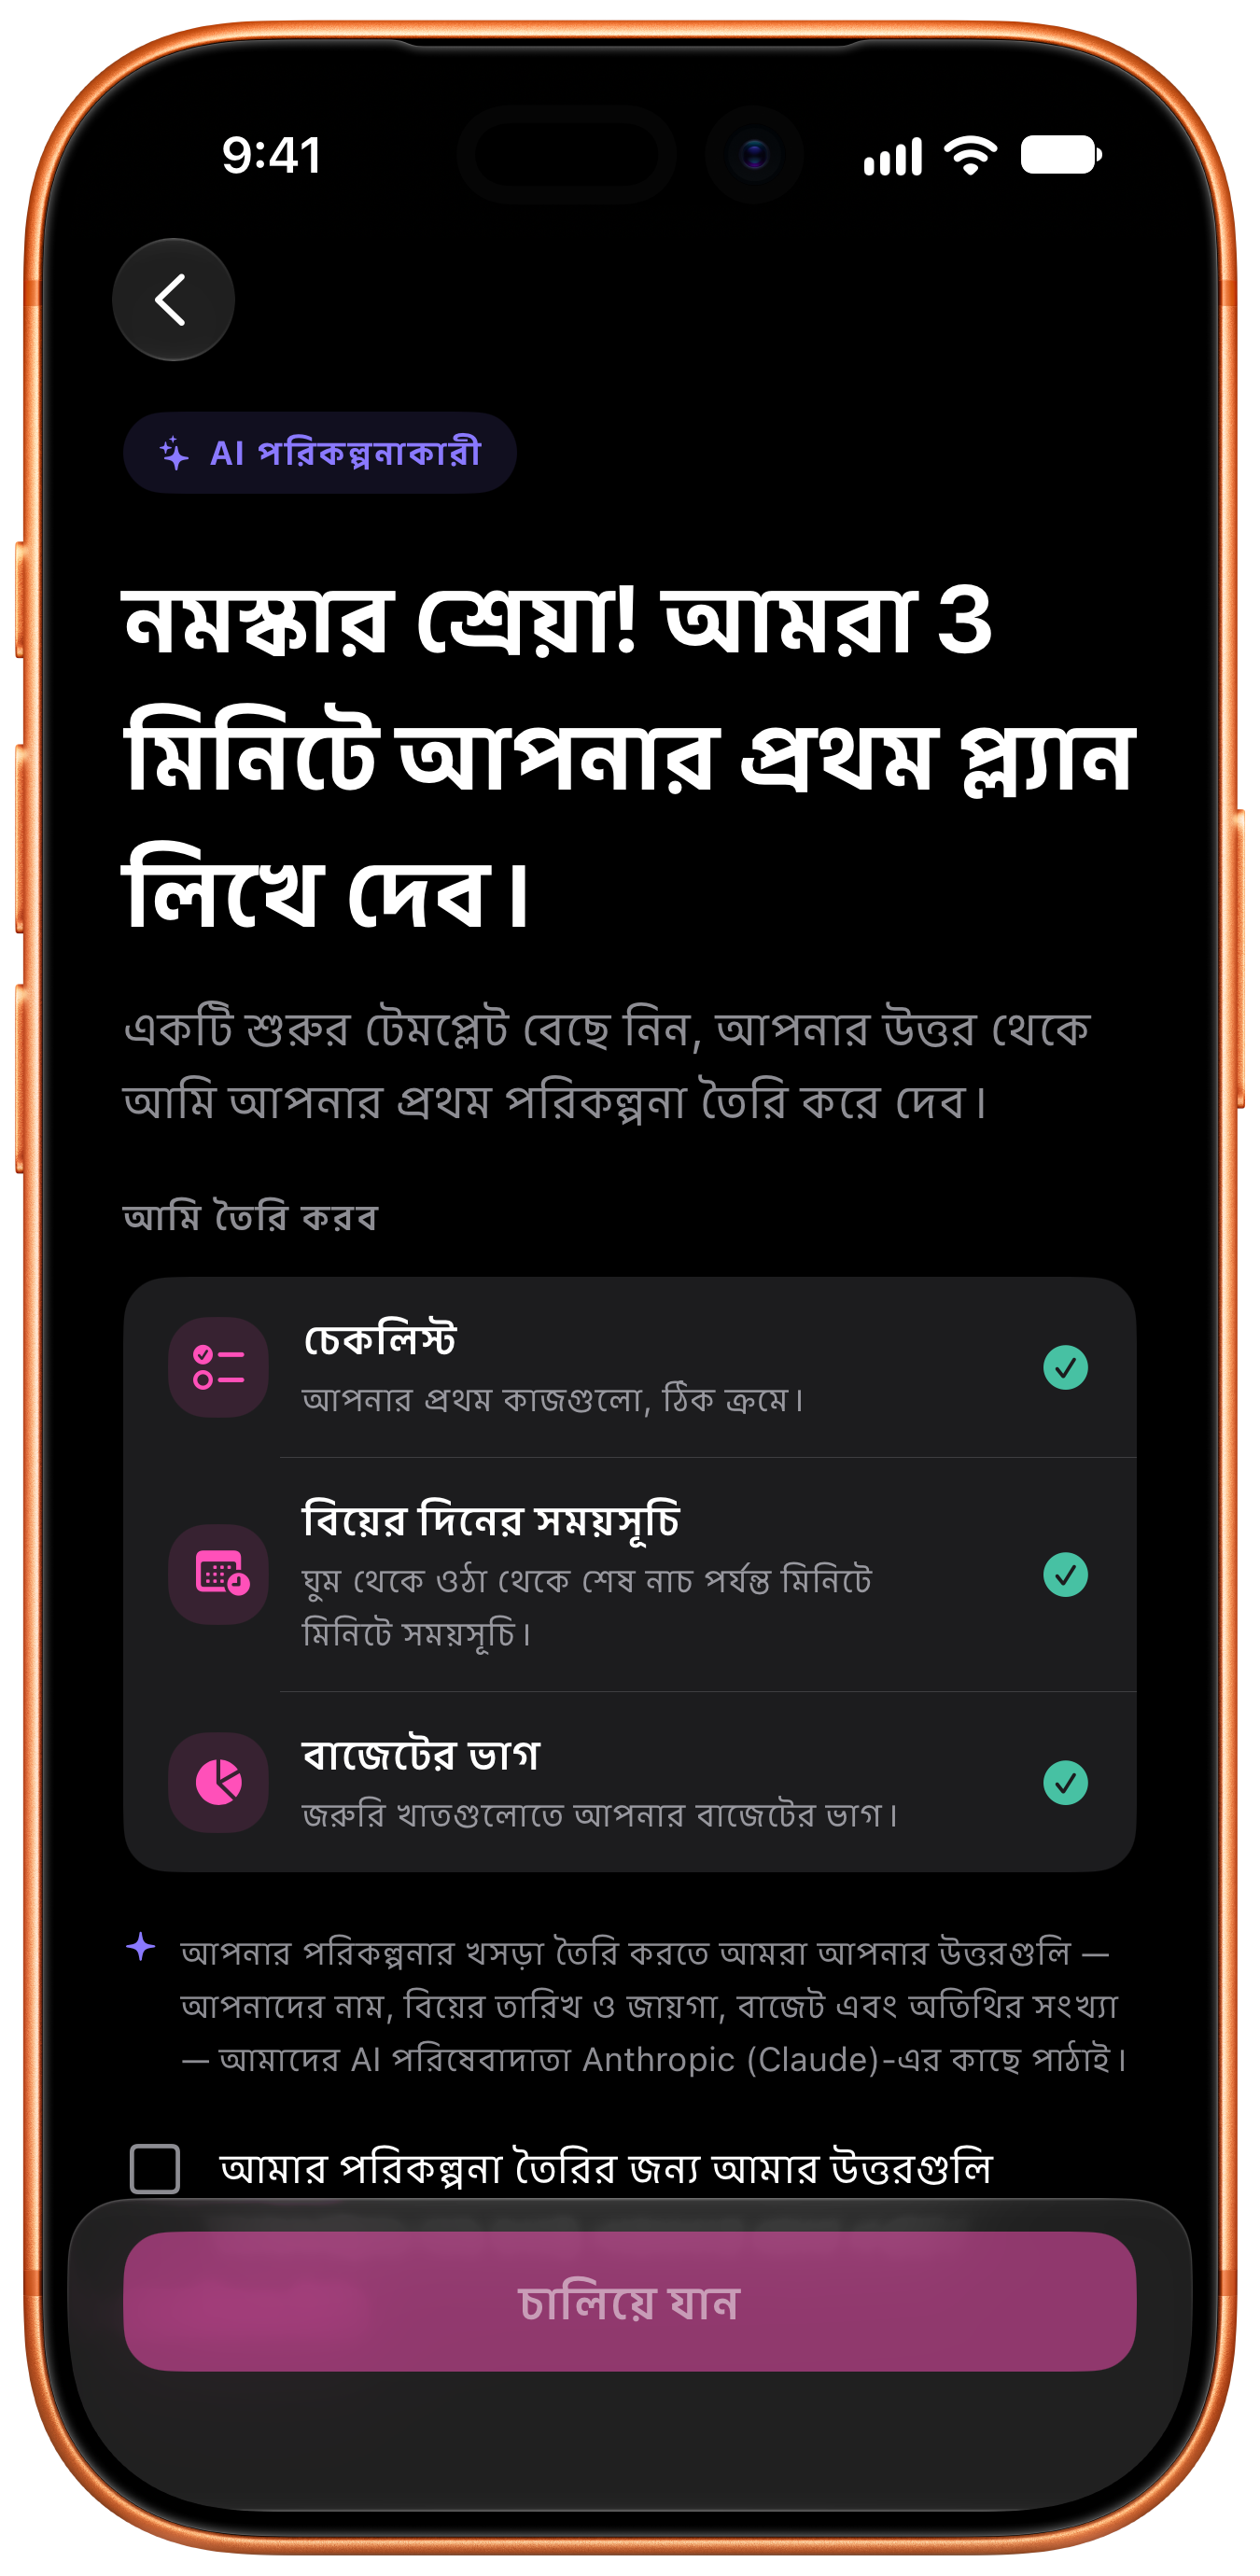 9:41
AI পরিকল্পনাকারী
নমস্কার শ্রেয়া! আমরা 3
মিনিটে আপনার প্রথম প্ল্যান
লিখে দেব।
একটি শুরুর টেমপ্লেট বেছে নিন, আপনার উত্তর থেকে
আমি আপনার প্রথম পরিকল্পনা তৈরি করে দেব।
আমি তৈরি করব
চেকলিস্ট
আপনার প্রথম কাজগুলো, ঠিক ক্রমে।
বিয়ের দিনের সময়সূচি
ঘুম থেকে ওঠা থেকে শেষ নাচ পর্যন্ত মিনিটে
মিনিটে সময়সূচি।
বাজেটের ভাগ
জরুরি খাতগুলোতে আপনার বাজেটের ভাগ।
আপনার পরিকল্পনার খসড়া তৈরি করতে আমরা আপনার উত্তরগুলি —
আপনাদের নাম, বিয়ের তারিখ ও জায়গা, বাজেট এবং অতিথির সংখ্যা
— আমাদের AI পরিষেবাদাতা Anthropic (Claude)-এর কাছে পাঠাই।
আমার পরিকল্পনা তৈরির জন্য আমার উত্তরগুলি
চালিয়ে যান